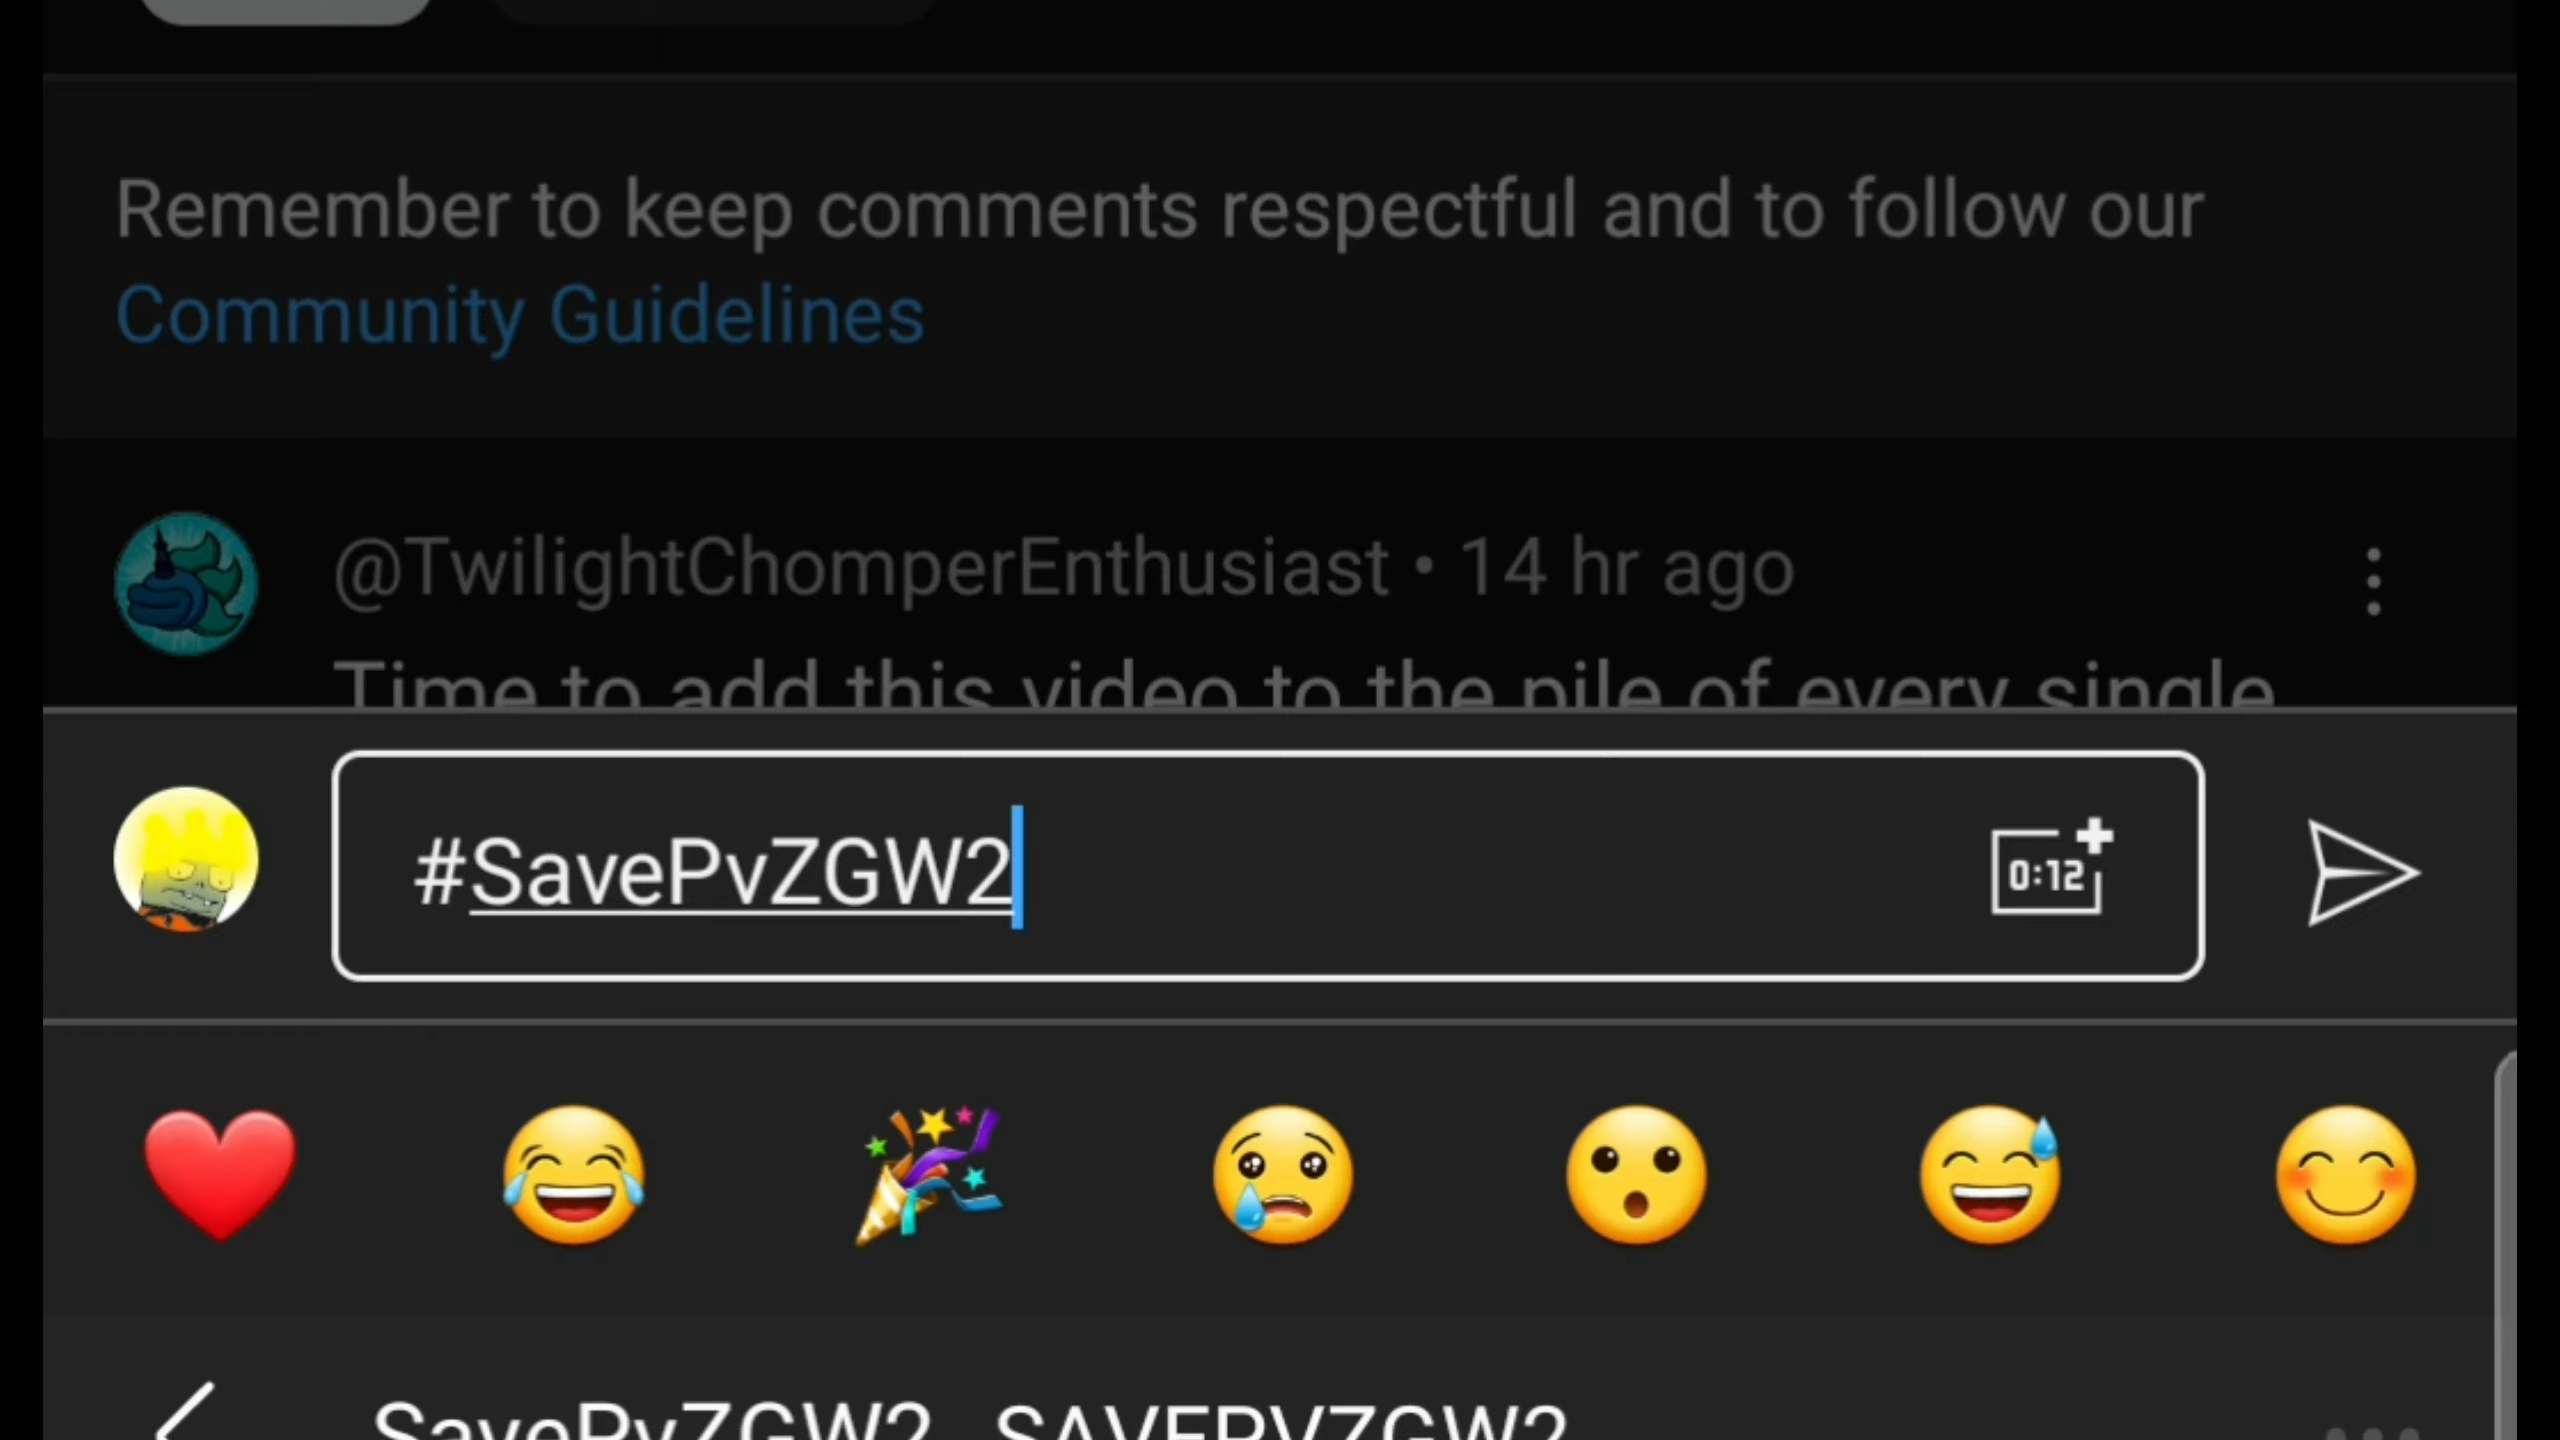 Remember to keep comments respectful and to follow our
Community Guidelines
@TwilightChomperEnthusiast • 14 hr ago
Time to add this video to the pile of every single
#SavePvZGW2
0:12
SavePvZGW2 SAVEPVZGW2